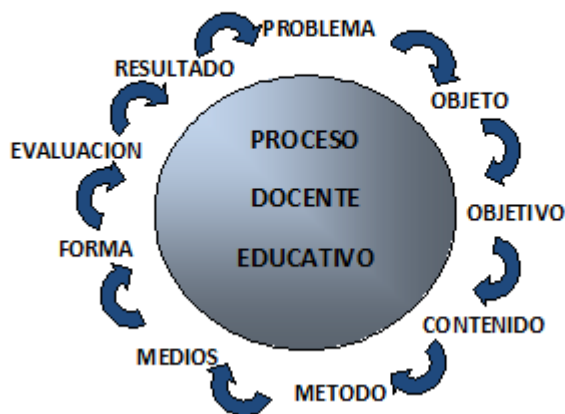 PROBLEMA
OBJETO
OBJETIVO
CONTENIDO
METODO
MEDIOS
FORMA
EVALUACION
RESULTADO
PROCESO
DOCENTE
EDUCATIVO